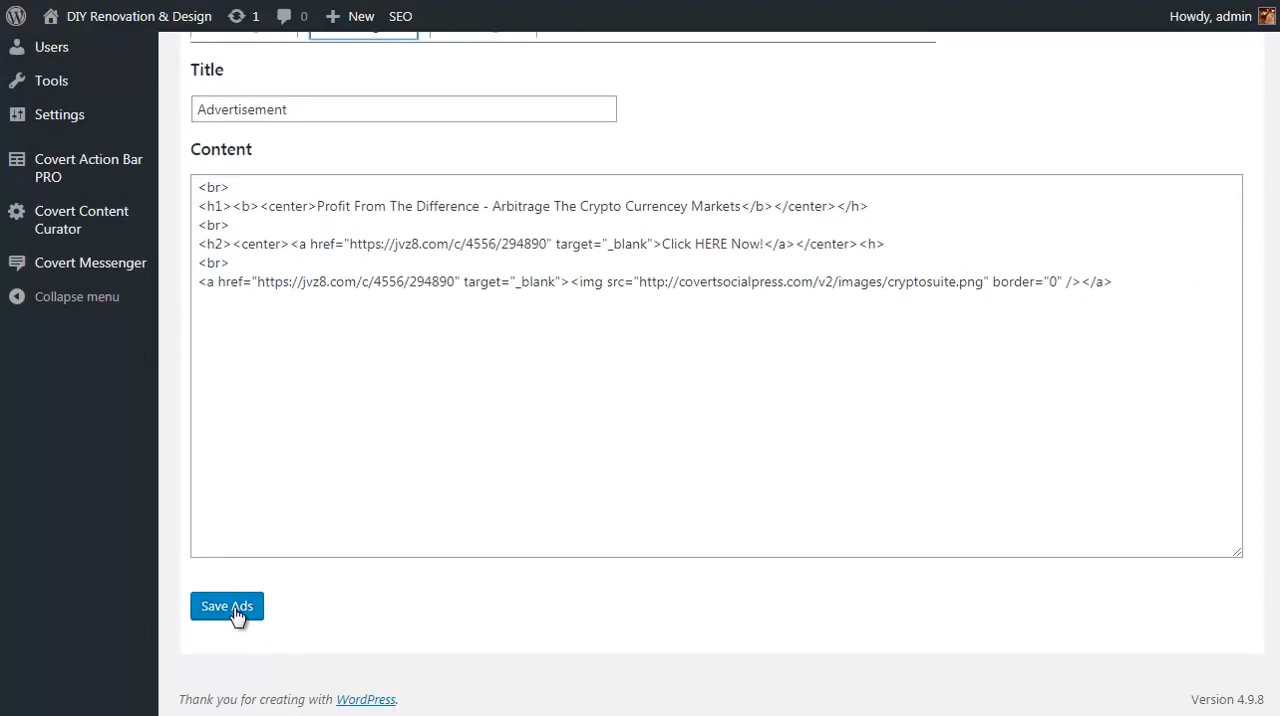 DIY Renovation & Design 1 0 New SEO Howdy, admin
Users
Tools
Settings
Covert Action Bar
PRO
Covert Content
Curator
Covert Messenger
Collapse menu
Title
Advertisement
Content
<br>
<h1><b><center>Profit From The Difference - Arbitrage The Crypto Currencey Markets</b></center></h>
<br>
<h2><center><a href="https://jvz8.com/c/4556/294890" target="_blank">Click HERE Now!</a></center><h>
<br>
<a href="https://jvz8.com/c/4556/294890" target="_blank"><img src="http://covertsocialpress.com/v2/images/cryptosuite.png" border="0" /></a>
Save Ads
Thank you for creating with WordPress.
Version 4.9.8